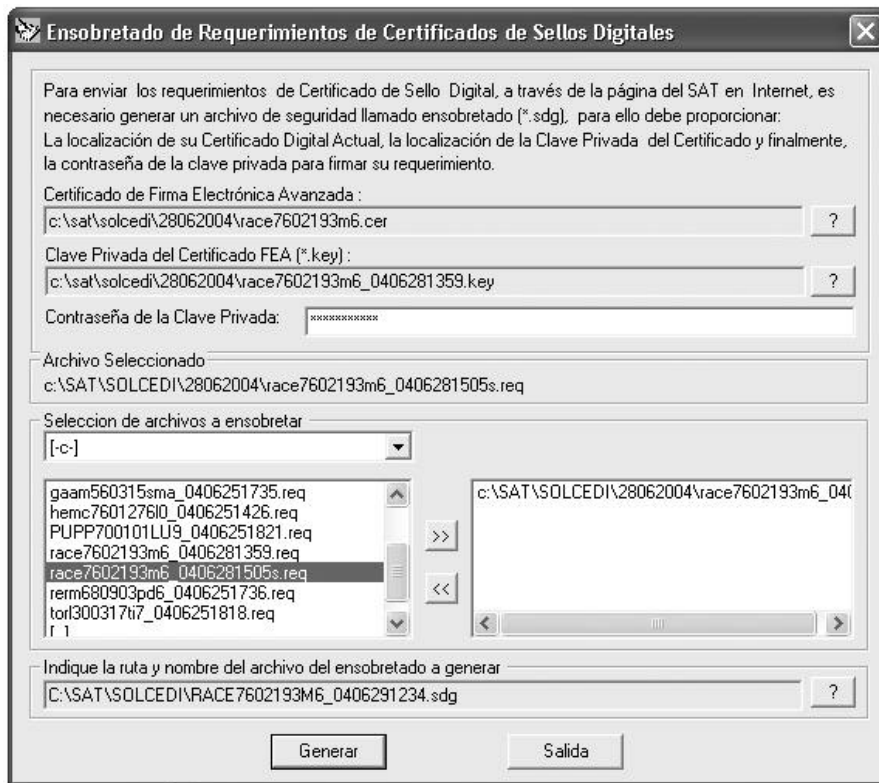 Ensobretado de Requerimientos de Certificados de Sellos Digitales
Para enviar los requerimientos de Certificado de Sello Digital, a través de la página del SAT en Internet, es
necesario generar un archivo de seguridad llamado ensobretado (*.sdg), para ello debe proporcionar:
La localización de su Certificado Digital Actual, la localización de la Clave Privada del Certificado y finalmente,
la contraseña de la clave privada para firmar su requerimiento.
Certificado de Firma Electrónica Avanzada :
c:\sat\solcedi\28062004\race7602193m6.cer
?
Clave Privada del Certificado FEA (*.key) :
c:\sat\solcedi\28062004\race7602193m6_0406281359.key
?
Contraseña de la Clave Privada:
***********
Archivo Seleccionado
c:\SAT\SOLCEDI\28062004\race7602193m6_0406281505s.req
Seleccion de archivos a ensobretar
[-c-]
gaam560315sma_0406251735.req
hemc7601276l0_0406251426.req
PUPP700101LU9_0406251821.req
race7602193m6_0406281359.req
race7602193m6_0406281505s.req
rerm680903pd6_0406251736.req
torl300317ti7_0406251818.req
>>
<<
c:\SAT\SOLCEDI\28062004\race7602193m6_040
Indique la ruta y nombre del archivo del ensobretado a generar
C:\SAT\SOLCEDI\RACE7602193M6_0406291234.sdg
?
Generar
Salida